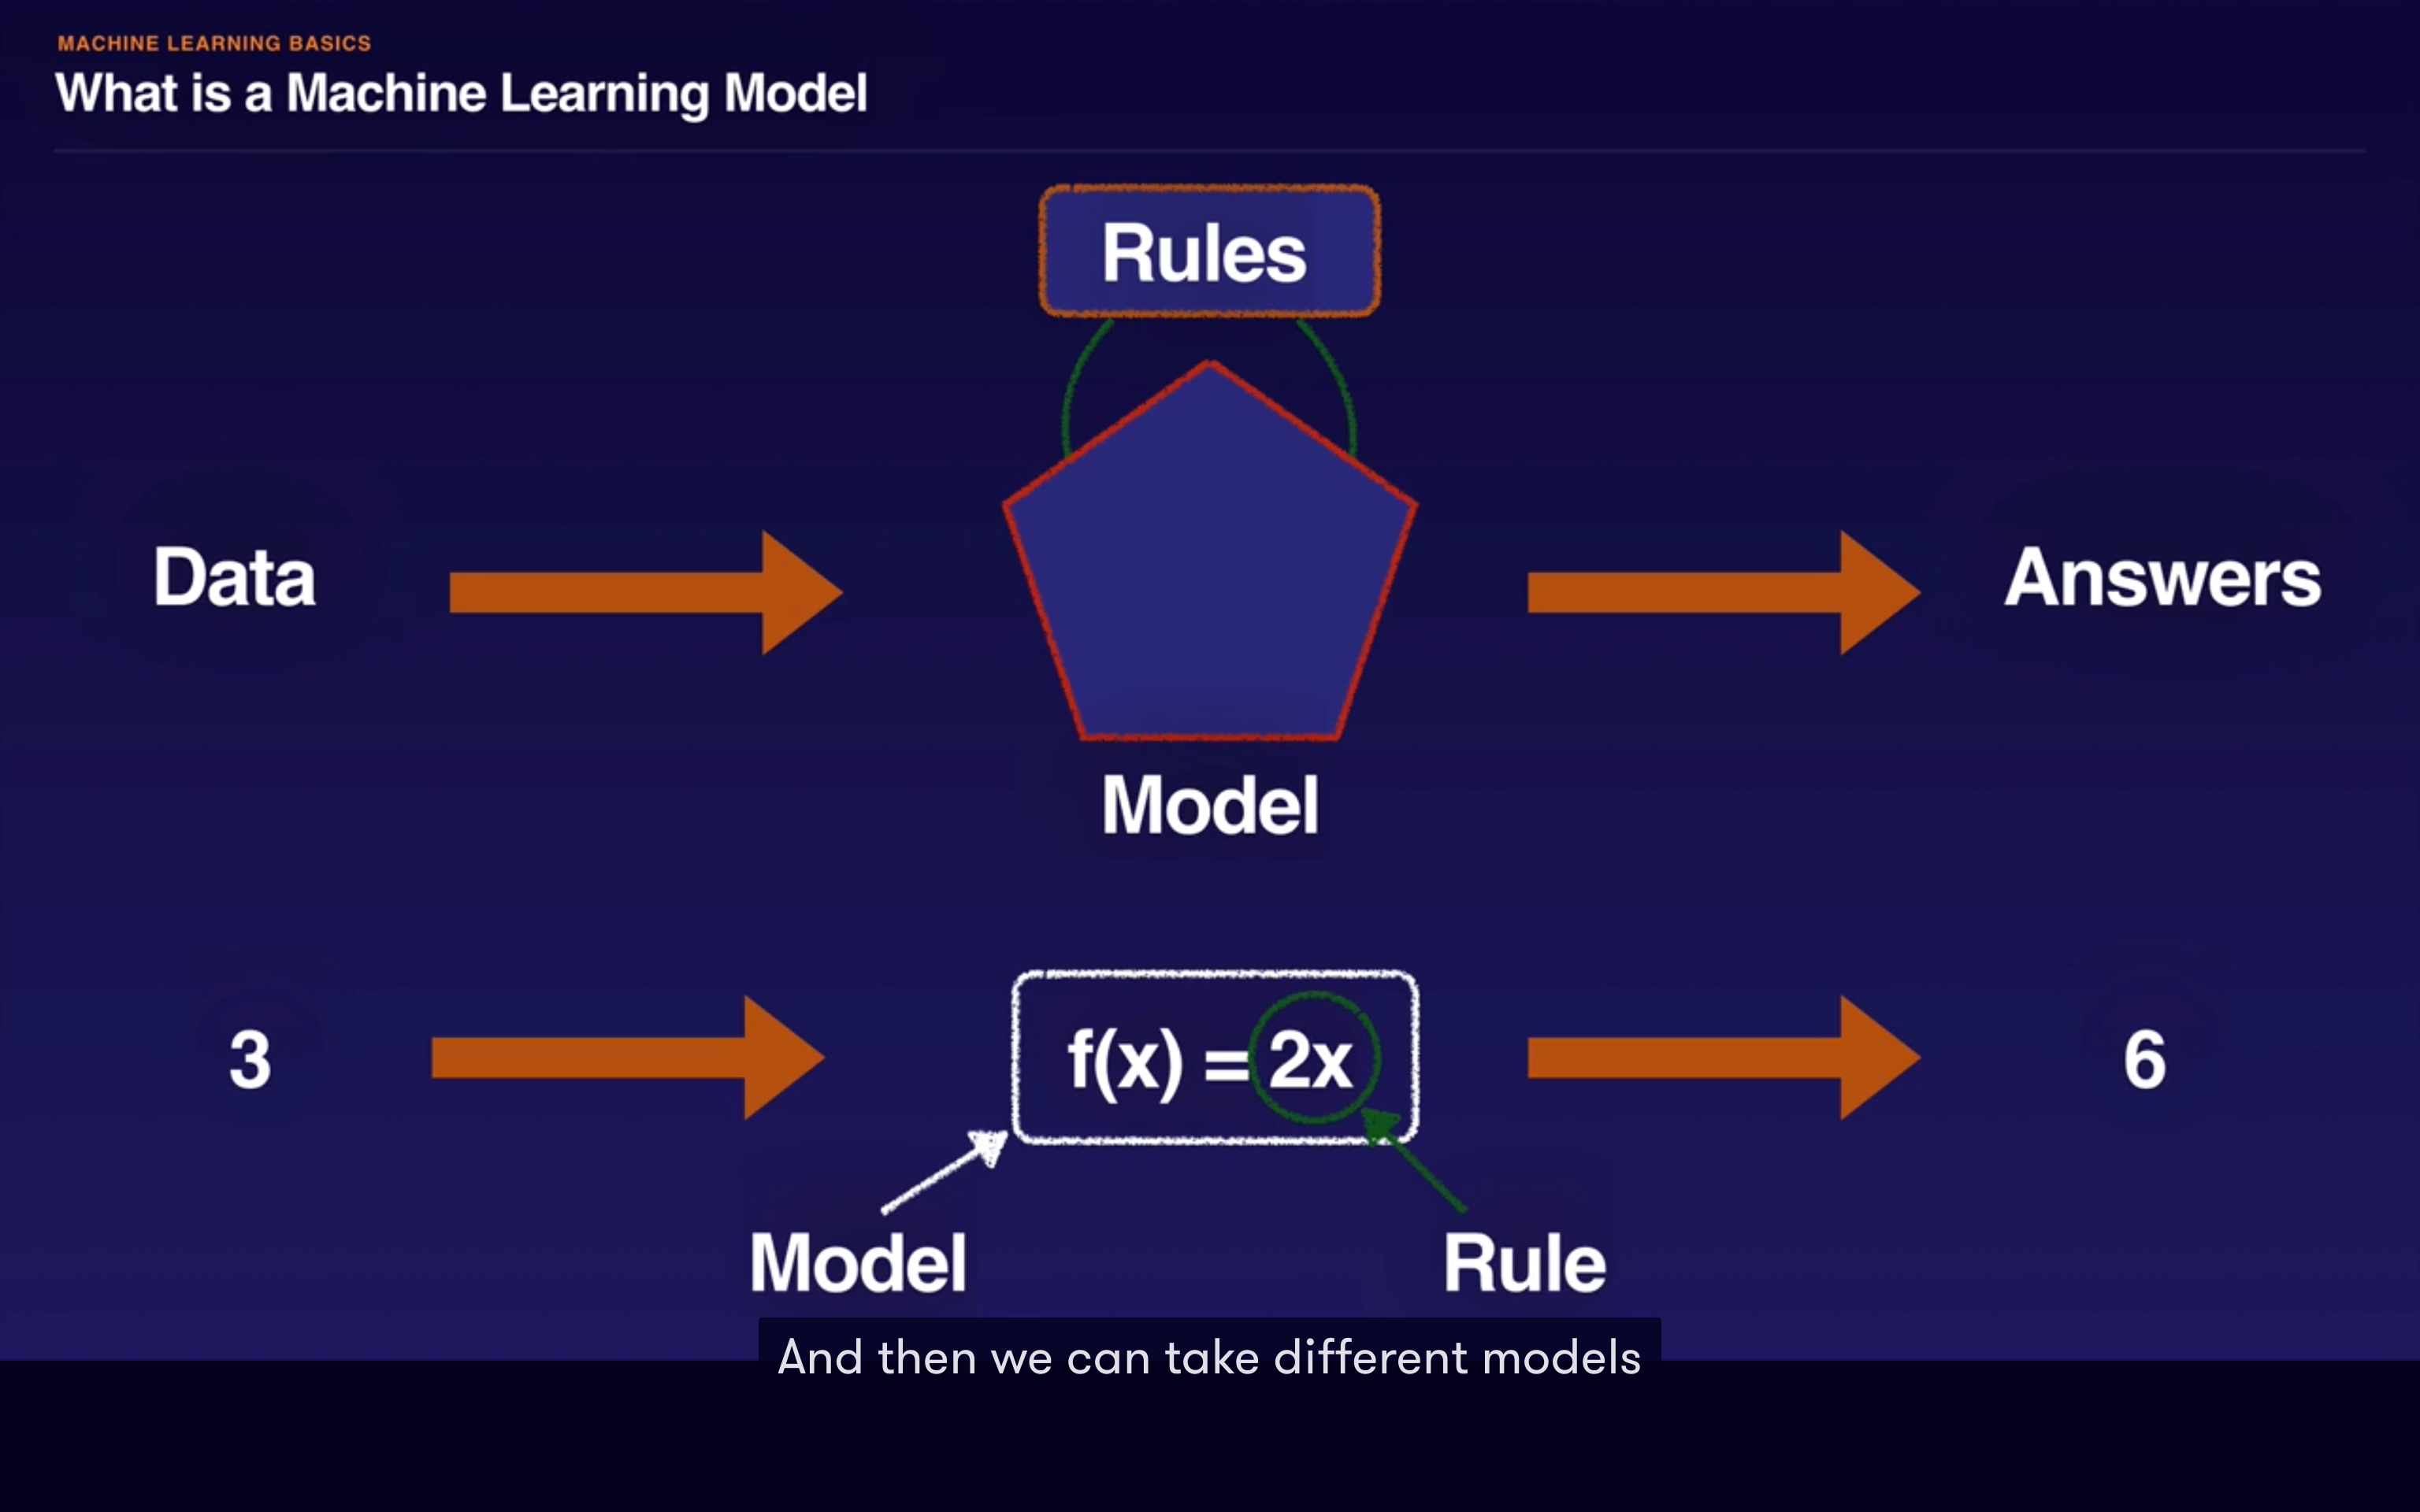 MACHINE LEARNING BASICS
What is a Machine Learning Model
Rules
Data
Answers
Model
3
f(x) = 2x
6
Model
Rule
And then we can take different models